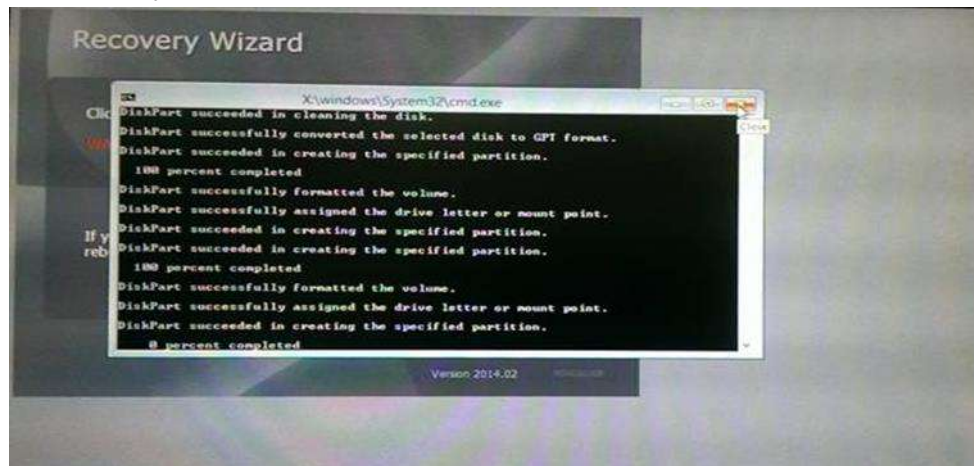 Recovery Wizard
X:\windows\System32\cmd.exe
Clic
DiskPart succeeded in cleaning the disk.
Close
DiskPart successfully converted the selected disk to GPT format.
DiskPart succeeded in creating the specified partition.
100 percent completed
DiskPart successfully formatted the volume.
DiskPart successfully assigned the drive letter or mount point.
If y
DiskPart succeeded in creating the specified partition.
reb
DiskPart succeeded in creating the specified partition.
100 percent completed
DiskPart successfully formatted the volume.
DiskPart successfully assigned the drive letter or mount point.
DiskPart succeeded in creating the specified partition.
0 percent completed
Version 2014.02